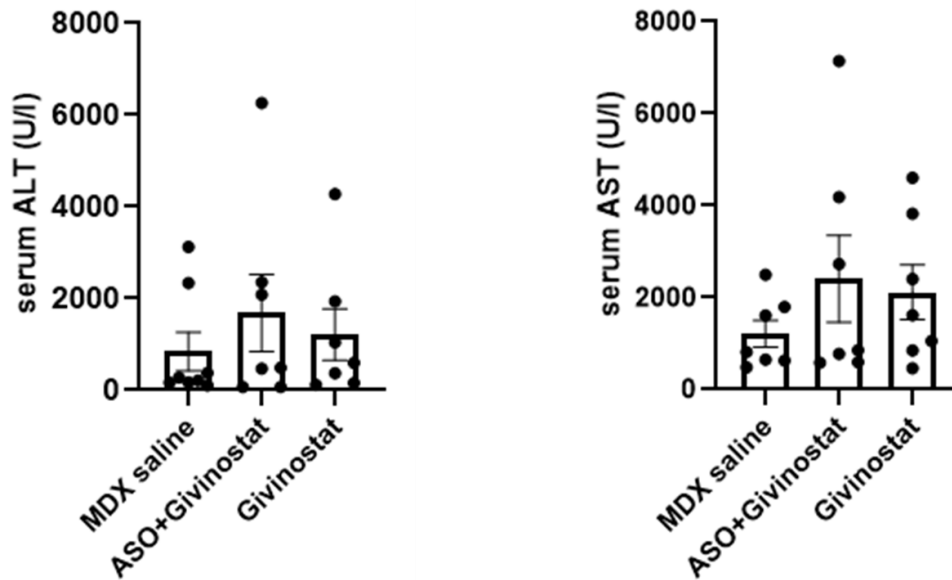 serum ALT (U/l)
8000
6000
4000
2000
0
MDX saline
ASO+Givinostat
Givinostat
serum AST (U/l)
8000
6000
4000
2000
0
MDX saline
ASO+Givinostat
Givinostat